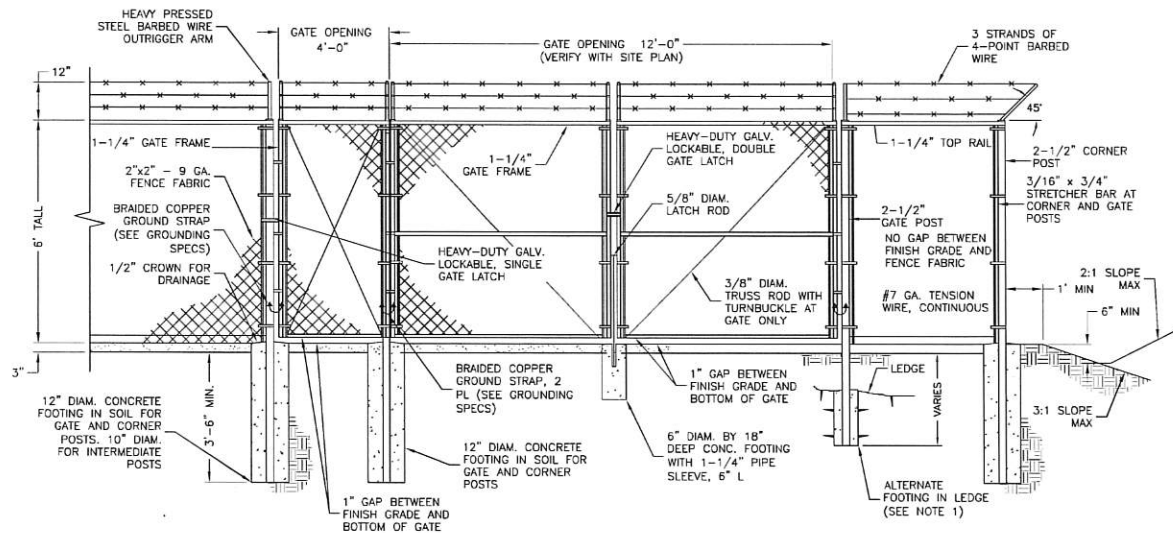 HEAVY PRESSED
STEEL BARBED WIRE
OUTRIGGER ARM
GATE OPENING
4'-0"
GATE OPENING 12'-0"
(VERIFY WITH SITE PLAN)
3 STRANDS OF
4-POINT BARBED
WIRE
12"
45°
1-1/4" GATE FRAME
2"x2" - 9 GA.
FENCE FABRIC
BRAIDED COPPER
GROUND STRAP
(SEE GROUNDING
SPECS)
1/2" CROWN FOR
DRAINAGE
6' TALL
3"
1-1/4"
GATE FRAME
HEAVY-DUTY GALV.
LOCKABLE, DOUBLE
GATE LATCH
5/8" DIAM.
LATCH ROD
HEAVY-DUTY GALV.
LOCKABLE, SINGLE
GATE LATCH
3/8" DIAM.
TRUSS ROD WITH
TURNBUCKLE AT
GATE ONLY
1-1/4" TOP RAIL
2-1/2" CORNER
POST
3/16" x 3/4"
STRETCHER BAR AT
CORNER AND GATE
POSTS
2-1/2"
GATE POST
NO GAP BETWEEN
FINISH GRADE AND
FENCE FABRIC
#7 GA. TENSION
WIRE, CONTINUOUS
2:1 SLOPE
MAX
1' MIN
6" MIN
3:1 SLOPE
MAX
12" DIAM. CONCRETE
FOOTING IN SOIL FOR
GATE AND CORNER
POSTS. 10" DIAM.
FOR INTERMEDIATE
POSTS
3'-6" MIN.
1" GAP BETWEEN
FINISH GRADE AND
BOTTOM OF GATE
BRAIDED COPPER
GROUND STRAP, 2
PL (SEE GROUNDING
SPECS)
12" DIAM. CONCRETE
FOOTING IN SOIL FOR
GATE AND CORNER
POSTS
1" GAP BETWEEN
FINISH GRADE AND
BOTTOM OF GATE
6" DIAM. BY 18"
DEEP CONC. FOOTING
WITH 1-1/4" PIPE
SLEEVE, 6" L
LEDGE
VARIES
ALTERNATE
FOOTING IN LEDGE
(SEE NOTE 1)